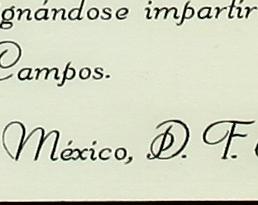 gnándose impartir
Campos.
México, D. F.